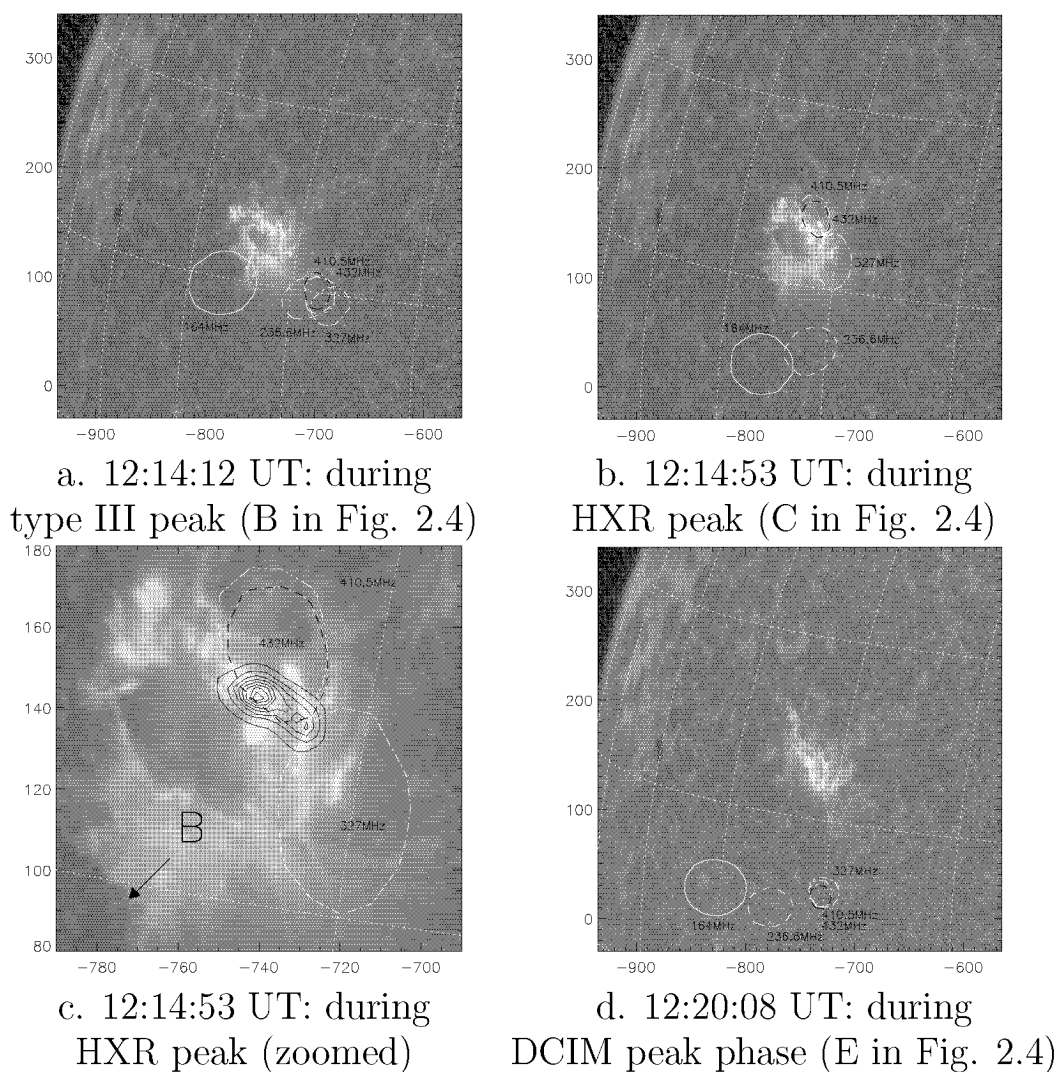 300
200
100
0
410.5MHz
432MHz
164MHz
236.6MHz
327MHz
−900 −800 −700 −600
a. 12:14:12 UT: during
type III peak (B in Fig. 2.4)
300
200
100
0
410.5MHz
432MHz
327MHz
164MHz
236.6MHz
−900 −800 −700 −600
b. 12:14:53 UT: during
HXR peak (C in Fig. 2.4)
180
160
140
120
100
80
410.5MHz
432MHz
327MHz
B
−780 −760 −740 −720 −700
c. 12:14:53 UT: during
HXR peak (zoomed)
300
200
100
0
327MHz
410.5MHz
164MHz
432MHz
236.6MHz
−900 −800 −700 −600
d. 12:20:08 UT: during
DCIM peak phase (E in Fig. 2.4)